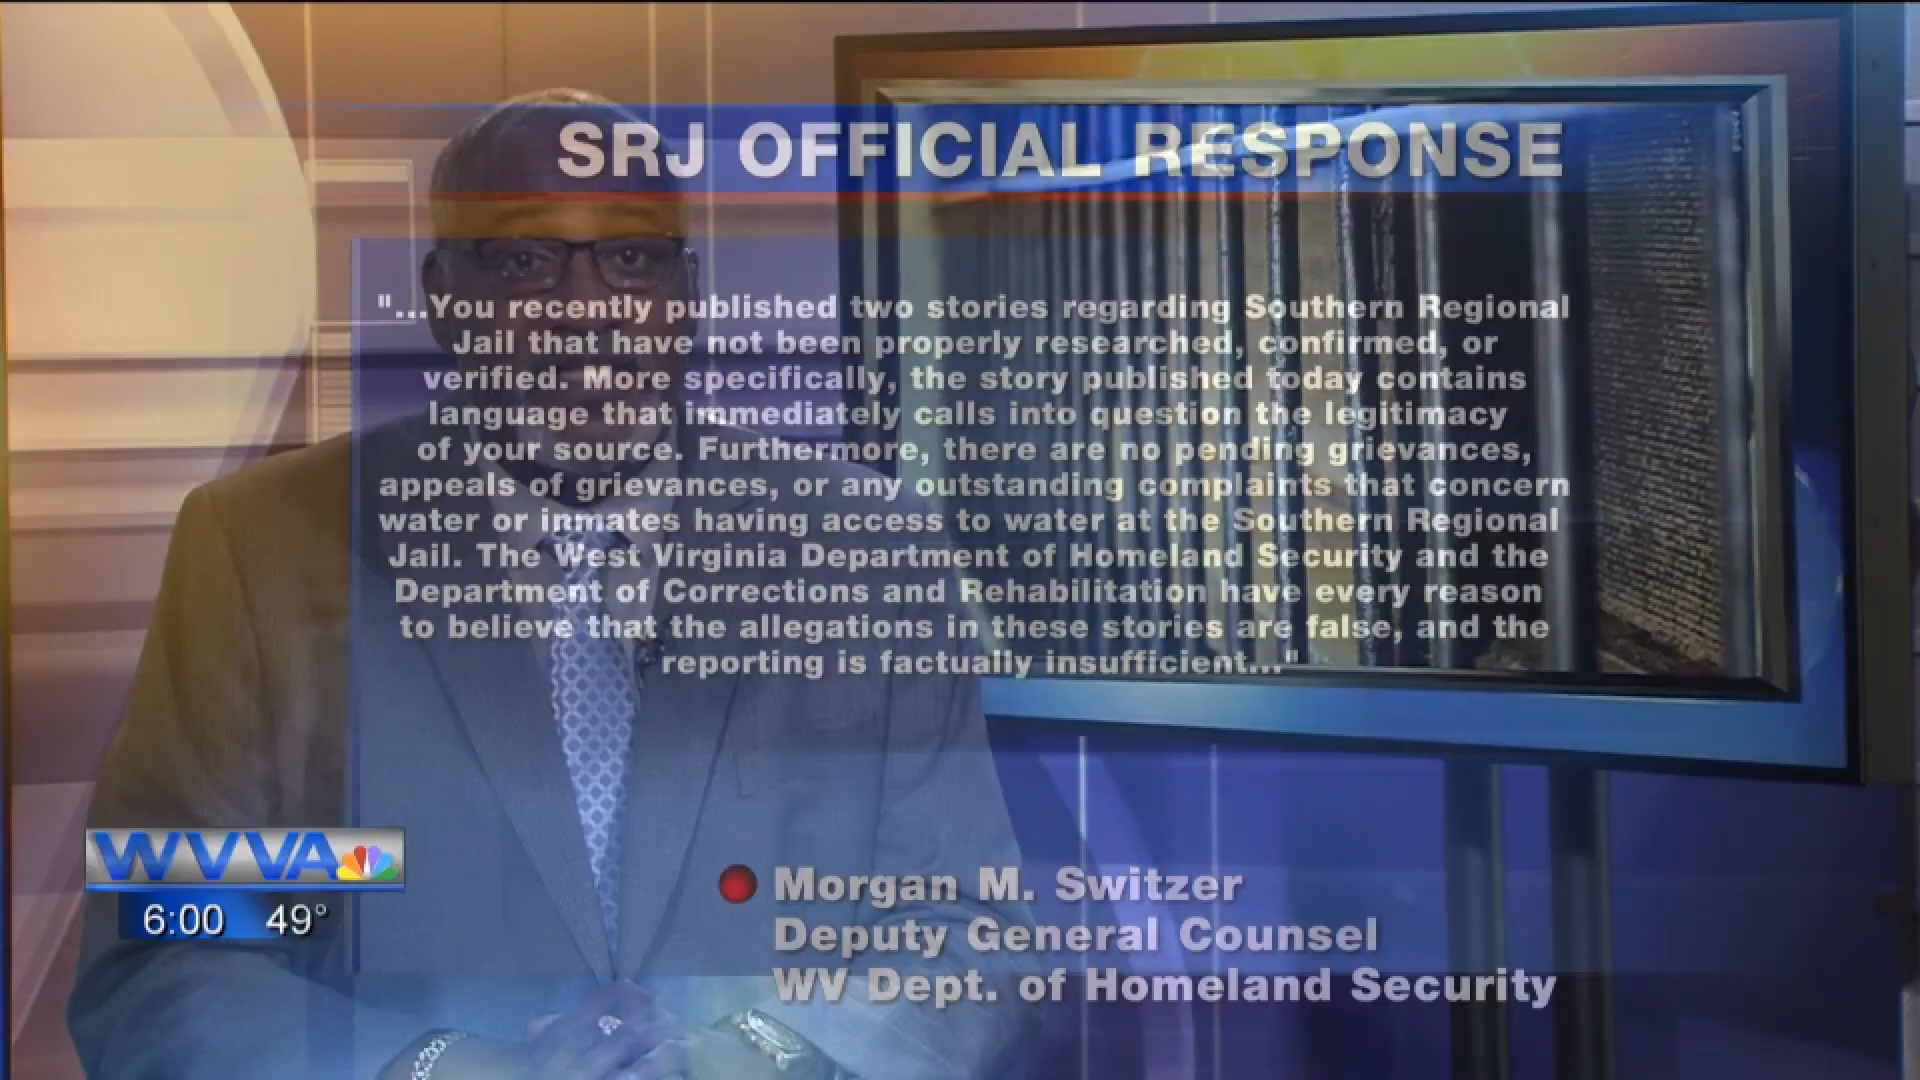 SRJ OFFICIAL RESPONSE
"...You recently published two stories regarding Southern Regional
Jail that have not been properly researched, confirmed, or
verified. More specifically, the story published today contains
language that immediately calls into question the legitimacy
of your source. Furthermore, there are no pending grievances,
appeals of grievances, or any outstanding complaints that concern
water or inmates having access to water at the Southern Regional
Jail. The West Virginia Department of Homeland Security and the
Department of Corrections and Rehabilitation have every reason
to believe that the allegations in these stories are false, and the
reporting is factually insufficient..."
Morgan M. Switzer
Deputy General Counsel
WV Dept. of Homeland Security
WVVA
6:00 49°